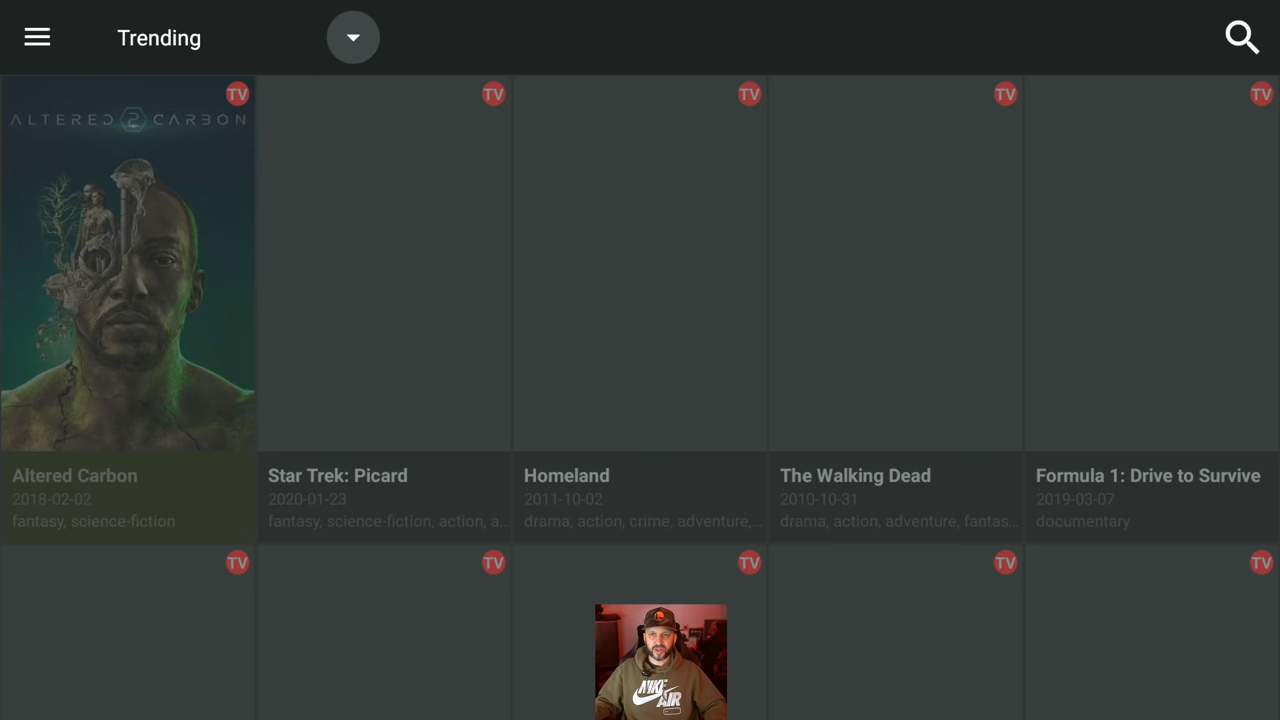 Trending
TV
TV
TV
TV
TV
ALTERED 2 CARBON
Altered Carbon
2018-02-02
fantasy, science-fiction
Star Trek: Picard
2020-01-23
fantasy, science-fiction, action, a...
Homeland
2011-10-02
drama, action, crime, adventure,...
The Walking Dead
2010-10-31
drama, action, adventure, fantas...
Formula 1: Drive to Survive
2019-03-07
documentary
TV
TV
TV
TV
TV
NIKE
AIR